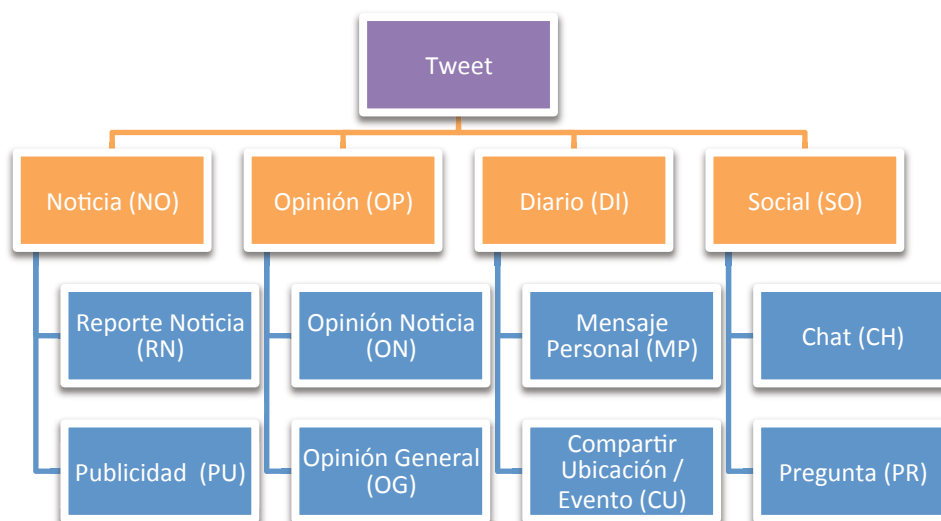 Tweet
Noticia (NO)
Opinión (OP)
Diario (DI)
Social (SO)
Reporte Noticia
(RN)
Opinión Noticia
(ON)
Mensaje
Personal (MP)
Chat (CH)
Publicidad (PU)
Opinión General
(OG)
Compartir
Ubicación /
Evento (CU)
Pregunta (PR)